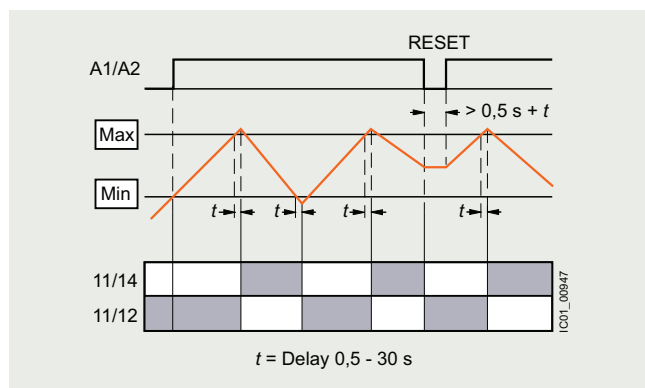 RESET
A1/A2
> 0,5 s + t
Max
Min
t
t
t
t
11/14
11/12
IC01_00947
t = Delay 0,5 - 30 s